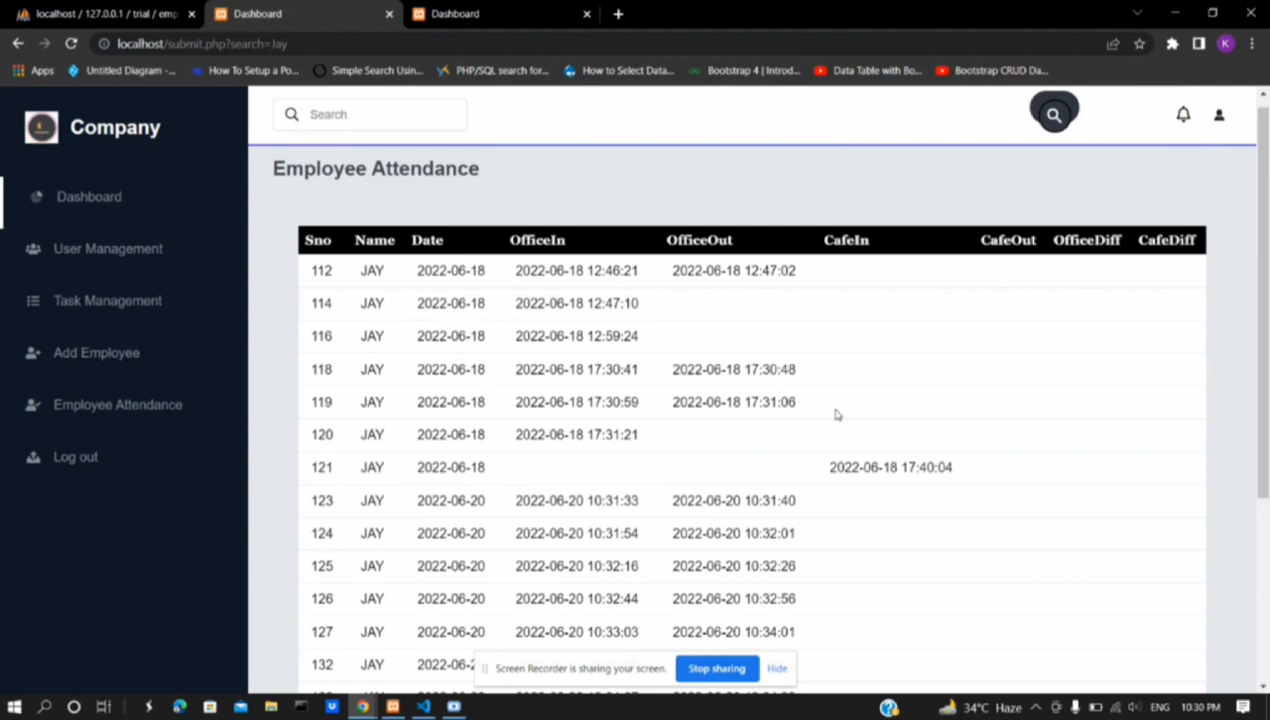 localhost / 127.0.0.1 / trial / emp
Dashboard
Dashboard
localhost/submit.php?search=Jay
K
Apps
Untitled Diagram -...
How To Setup a Po...
Simple Search Usin...
PHP/SQL search for...
How to Select Data...
Bootstrap 4 | Introd...
Data Table with Bo...
Bootstrap CRUD Da...
Company
Search
Employee Attendance
Dashboard
User Management
Task Management
Add Employee
Employee Attendance
Log out
Sno Name Date OfficeIn OfficeOut CafeIn CafeOut OfficeDiff CafeDiff
112 JAY 2022-06-18 2022-06-18 12:46:21 2022-06-18 12:47:02
114 JAY 2022-06-18 2022-06-18 12:47:10
116 JAY 2022-06-18 2022-06-18 12:59:24
118 JAY 2022-06-18 2022-06-18 17:30:41 2022-06-18 17:30:48
119 JAY 2022-06-18 2022-06-18 17:30:59 2022-06-18 17:31:06
120 JAY 2022-06-18 2022-06-18 17:31:21
121 JAY 2022-06-18 2022-06-18 17:40:04
123 JAY 2022-06-20 2022-06-20 10:31:33 2022-06-20 10:31:40
124 JAY 2022-06-20 2022-06-20 10:31:54 2022-06-20 10:32:01
125 JAY 2022-06-20 2022-06-20 10:32:16 2022-06-20 10:32:26
126 JAY 2022-06-20 2022-06-20 10:32:44 2022-06-20 10:32:56
127 JAY 2022-06-20 2022-06-20 10:33:03 2022-06-20 10:34:01
132 JAY 2022-06-2
Screen Recorder is sharing your screen. Stop sharing Hide
34°C Haze ENG 10:30 PM